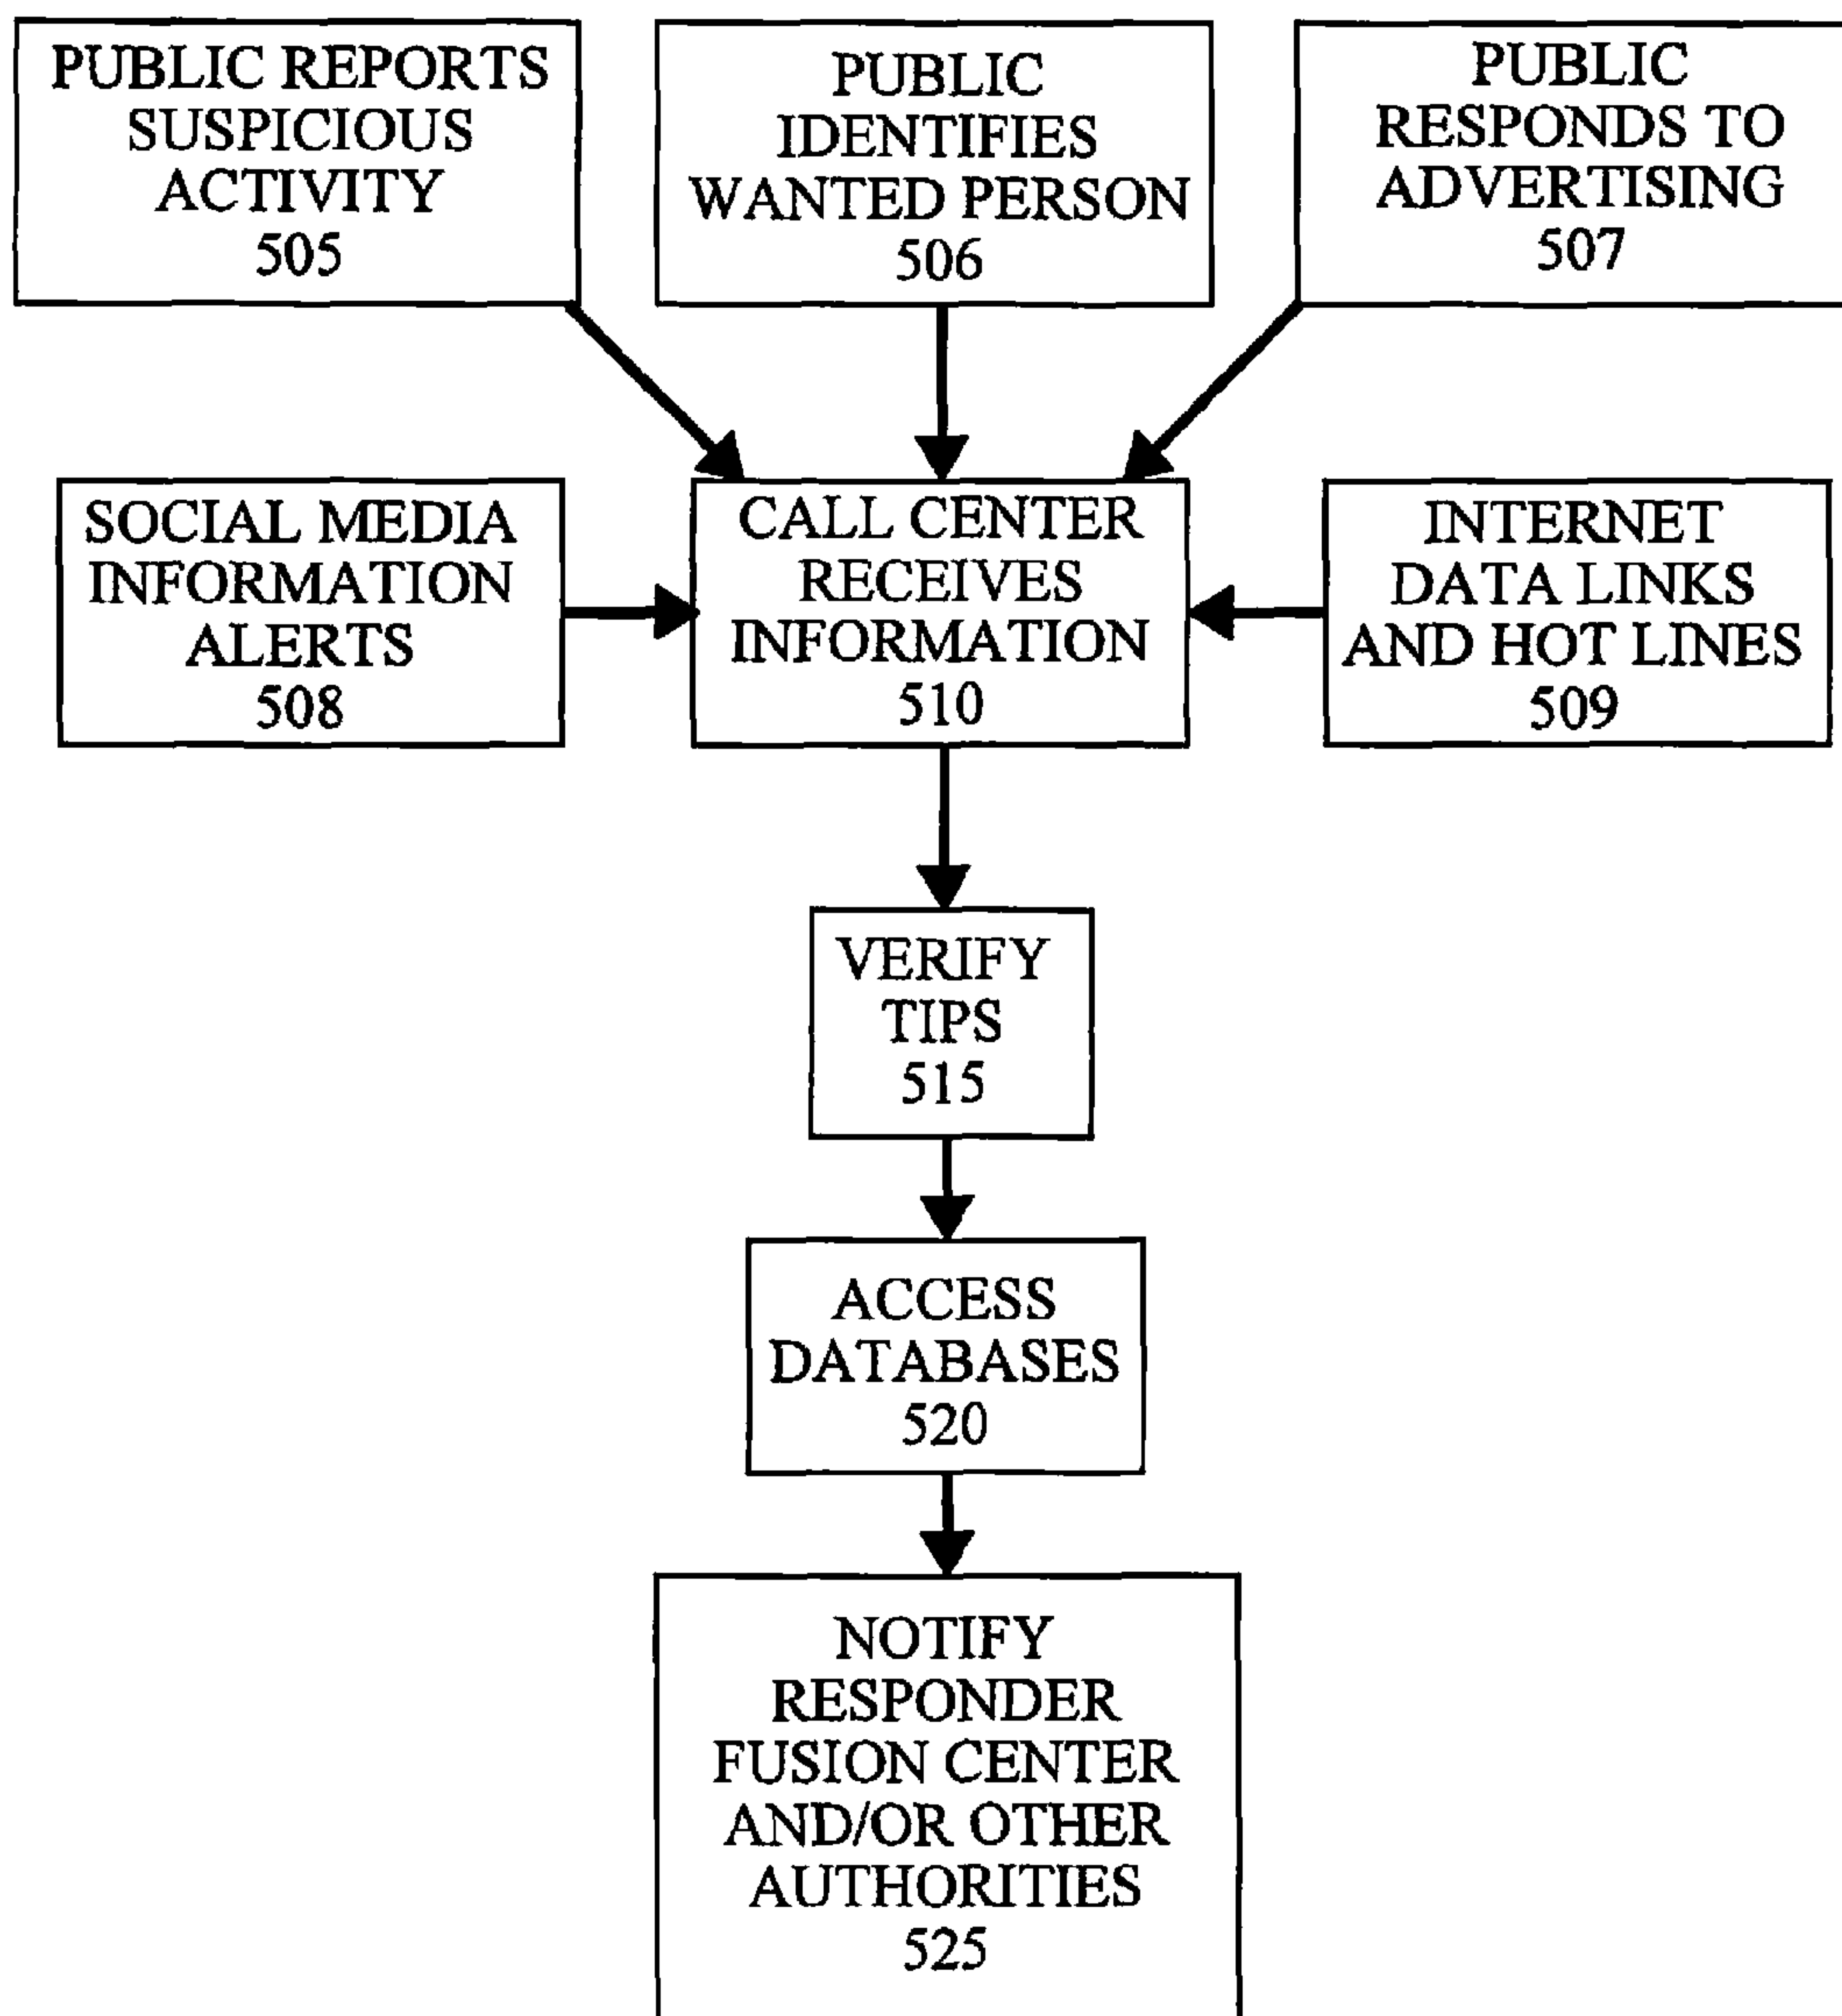 PUBLIC REPORTS
SUSPICIOUS
ACTIVITY
505
PUBLIC
IDENTIFIES
WANTED PERSON
506
PUBLIC
RESPONDS TO
ADVERTISING
507
SOCIAL MEDIA
INFORMATION
ALERTS
508
CALL CENTER
RECEIVES
INFORMATION
510
INTERNET
DATA LINKS
AND HOT LINES
509
VERIFY
TIPS
515
ACCESS
DATABASES
520
NOTIFY
RESPONDER
FUSION CENTER
AND/OR OTHER
AUTHORITIES
525